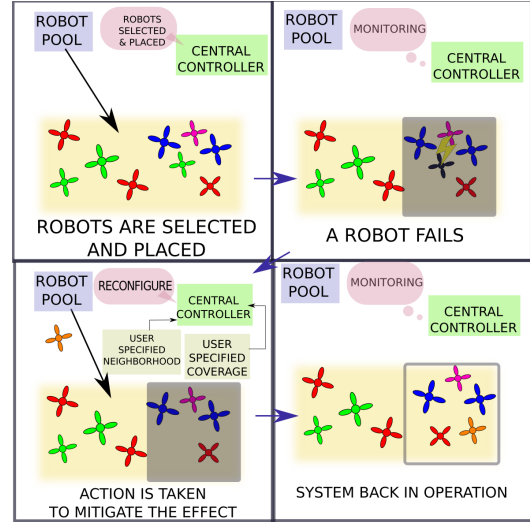 ROBOT
POOL
ROBOTS
SELECTED
& PLACED
CENTRAL
CONTROLLER
ROBOTS ARE SELECTED
AND PLACED
ROBOT
POOL
MONITORING
CENTRAL
CONTROLLER
A ROBOT FAILS
ROBOT
POOL
RECONFIGURE
CENTRAL
CONTROLLER
USER
SPECIFIED
NEIGHBORHOOD
USER
SPECIFIED
COVERAGE
ACTION IS TAKEN
TO MITIGATE THE EFFECT
ROBOT
POOL
MONITORING
CENTRAL
CONTROLLER
SYSTEM BACK IN OPERATION